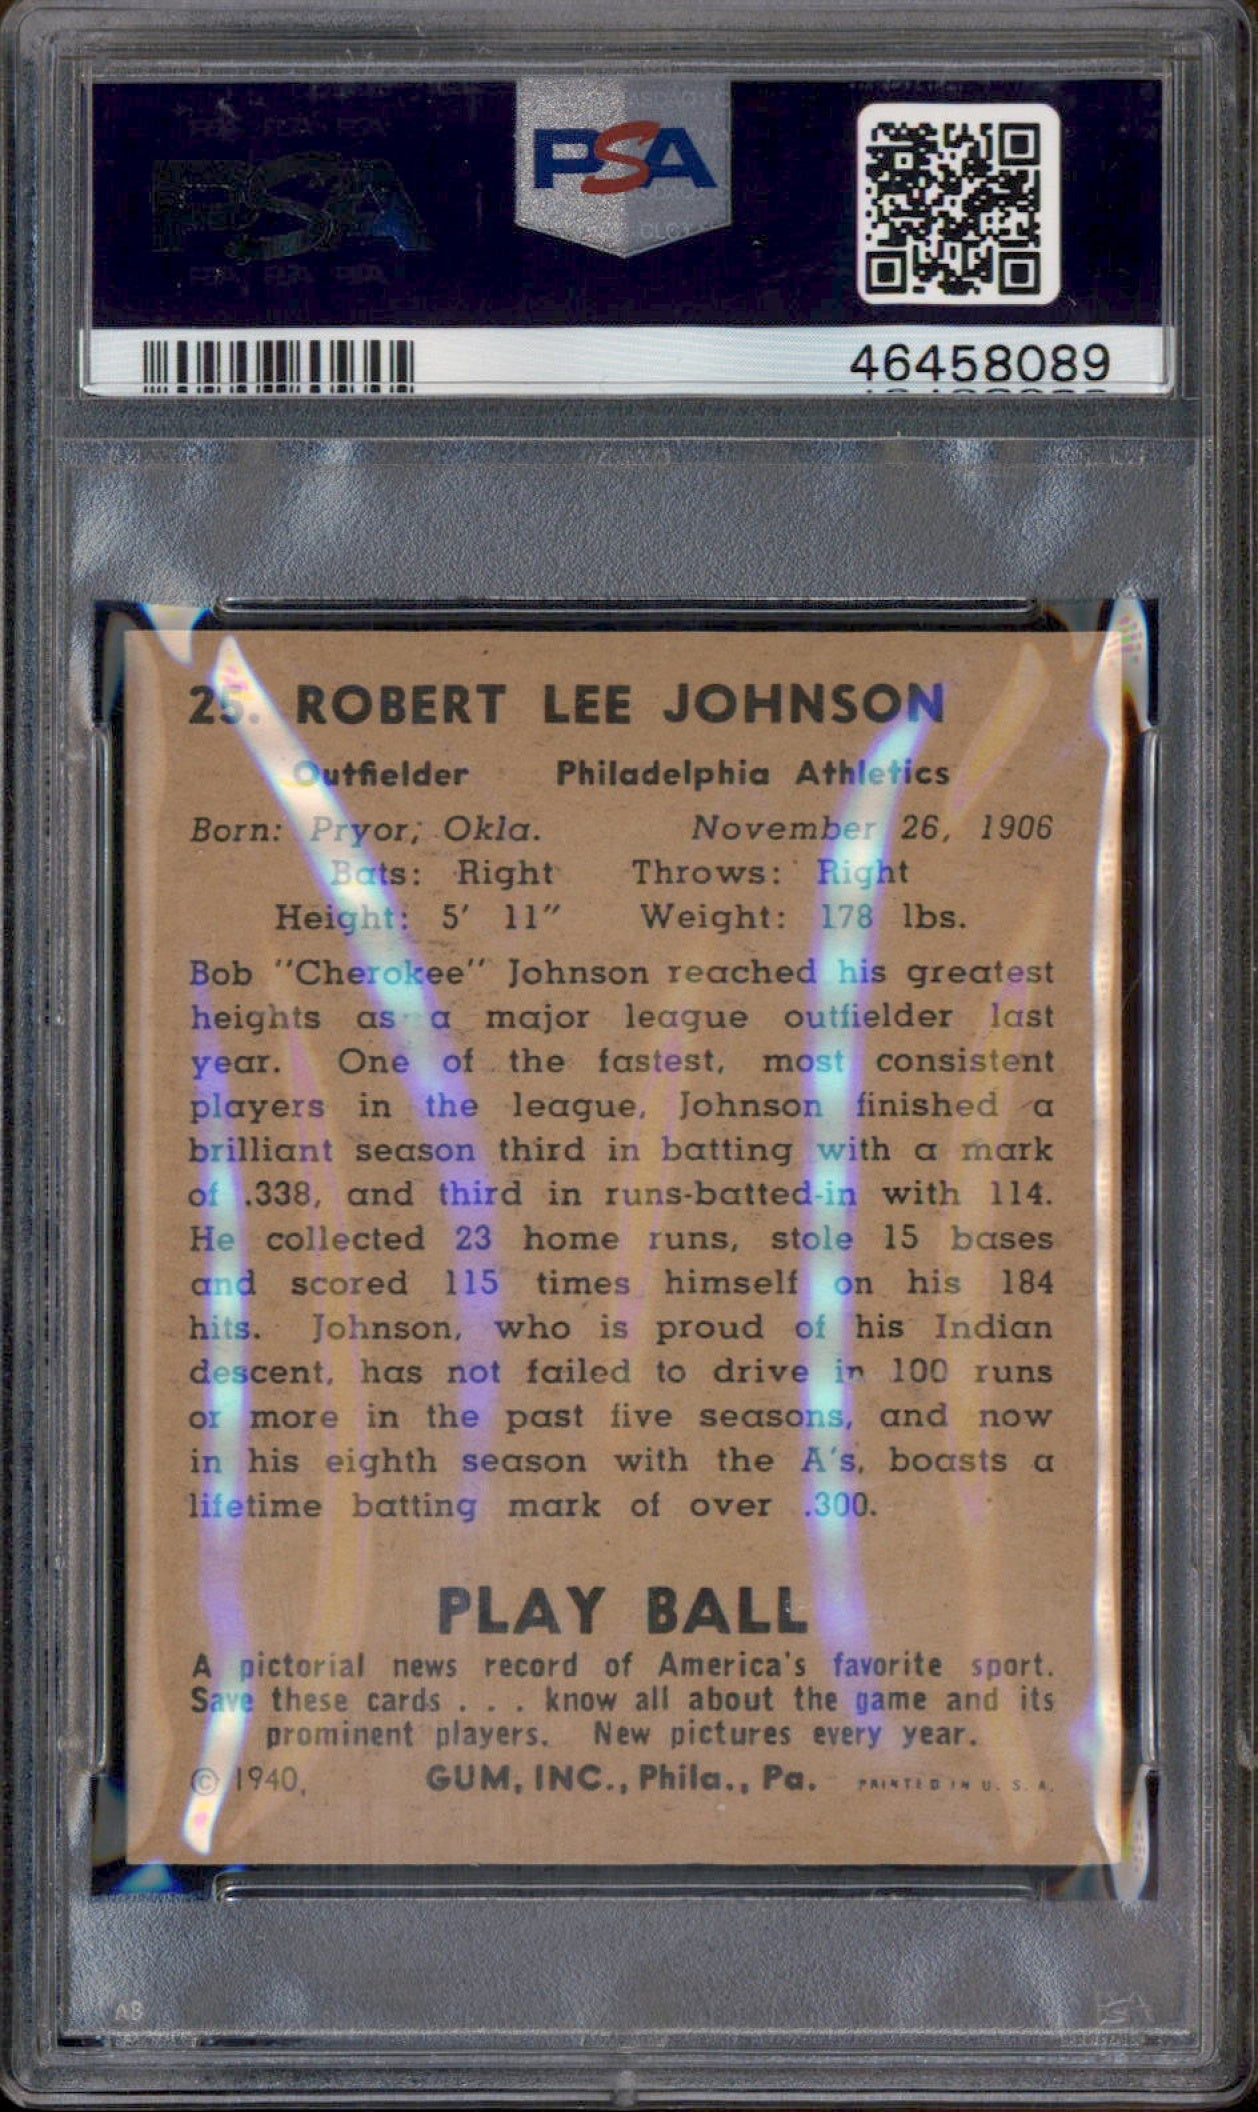 PSA
PSA
46458089
25. ROBERT LEE JOHNSON
Outfielder Philadelphia Athletics
Born: Pryor, Okla. November 26, 1906
Bats: Right Throws: Right
Height: 5′ 11″ Weight: 178 lbs.
Bob "Cherokee" Johnson reached his greatest
heights as a major league outfielder last
year. One of the fastest, most consistent
players in the league, Johnson finished a
brilliant season third in batting with a mark
of .338, and third in runs-batted-in with 114.
He collected 23 home runs, stole 15 bases
and scored 115 times himself on his 184
hits. Johnson, who is proud of his Indian
descent, has not failed to drive in 100 runs
or more in the past five seasons, and now
in his eighth season with the A's, boasts a
lifetime batting mark of over .300.
PLAY BALL
A pictorial news record of America's favorite sport.
Save these cards . . . know all about the game and its
prominent players. New pictures every year.
© 1940, GUM, INC., Phila., Pa. PRINTED IN U. S. A.
AB PSA